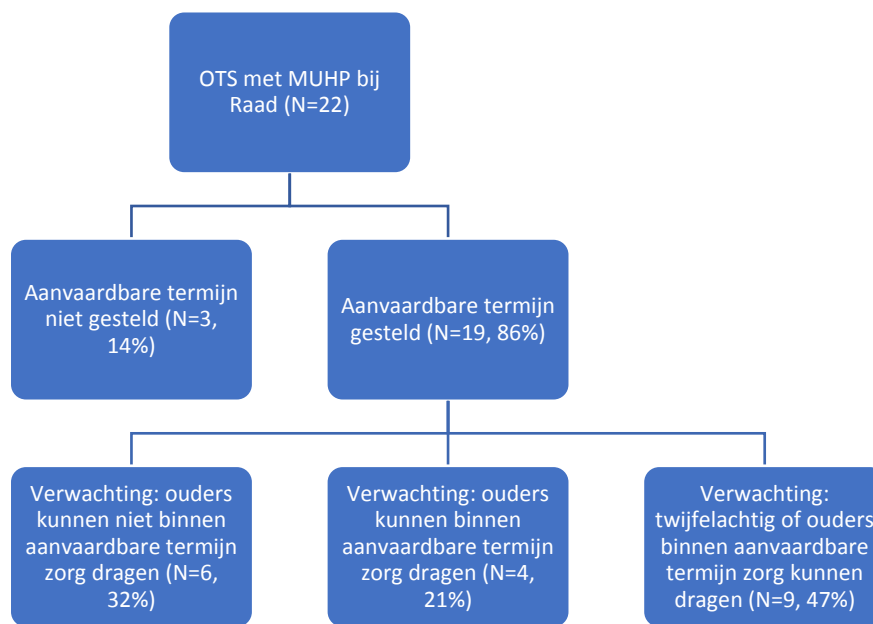 OTS met MUHP bij
Raad (N=22)
Aanvaardbare termijn
niet gesteld (N=3,
14%)
Aanvaardbare termijn
gesteld (N=19, 86%)
Verwachting: ouders
kunnen niet binnen
aanvaardbare termijn
zorg dragen (N=6,
32%)
Verwachting: ouders
kunnen binnen
aanvaardbare termijn
zorg dragen (N=4,
21%)
Verwachting:
twijfelachtig of ouders
binnen aanvaardbare
termijn zorg kunnen
dragen (N=9, 47%)